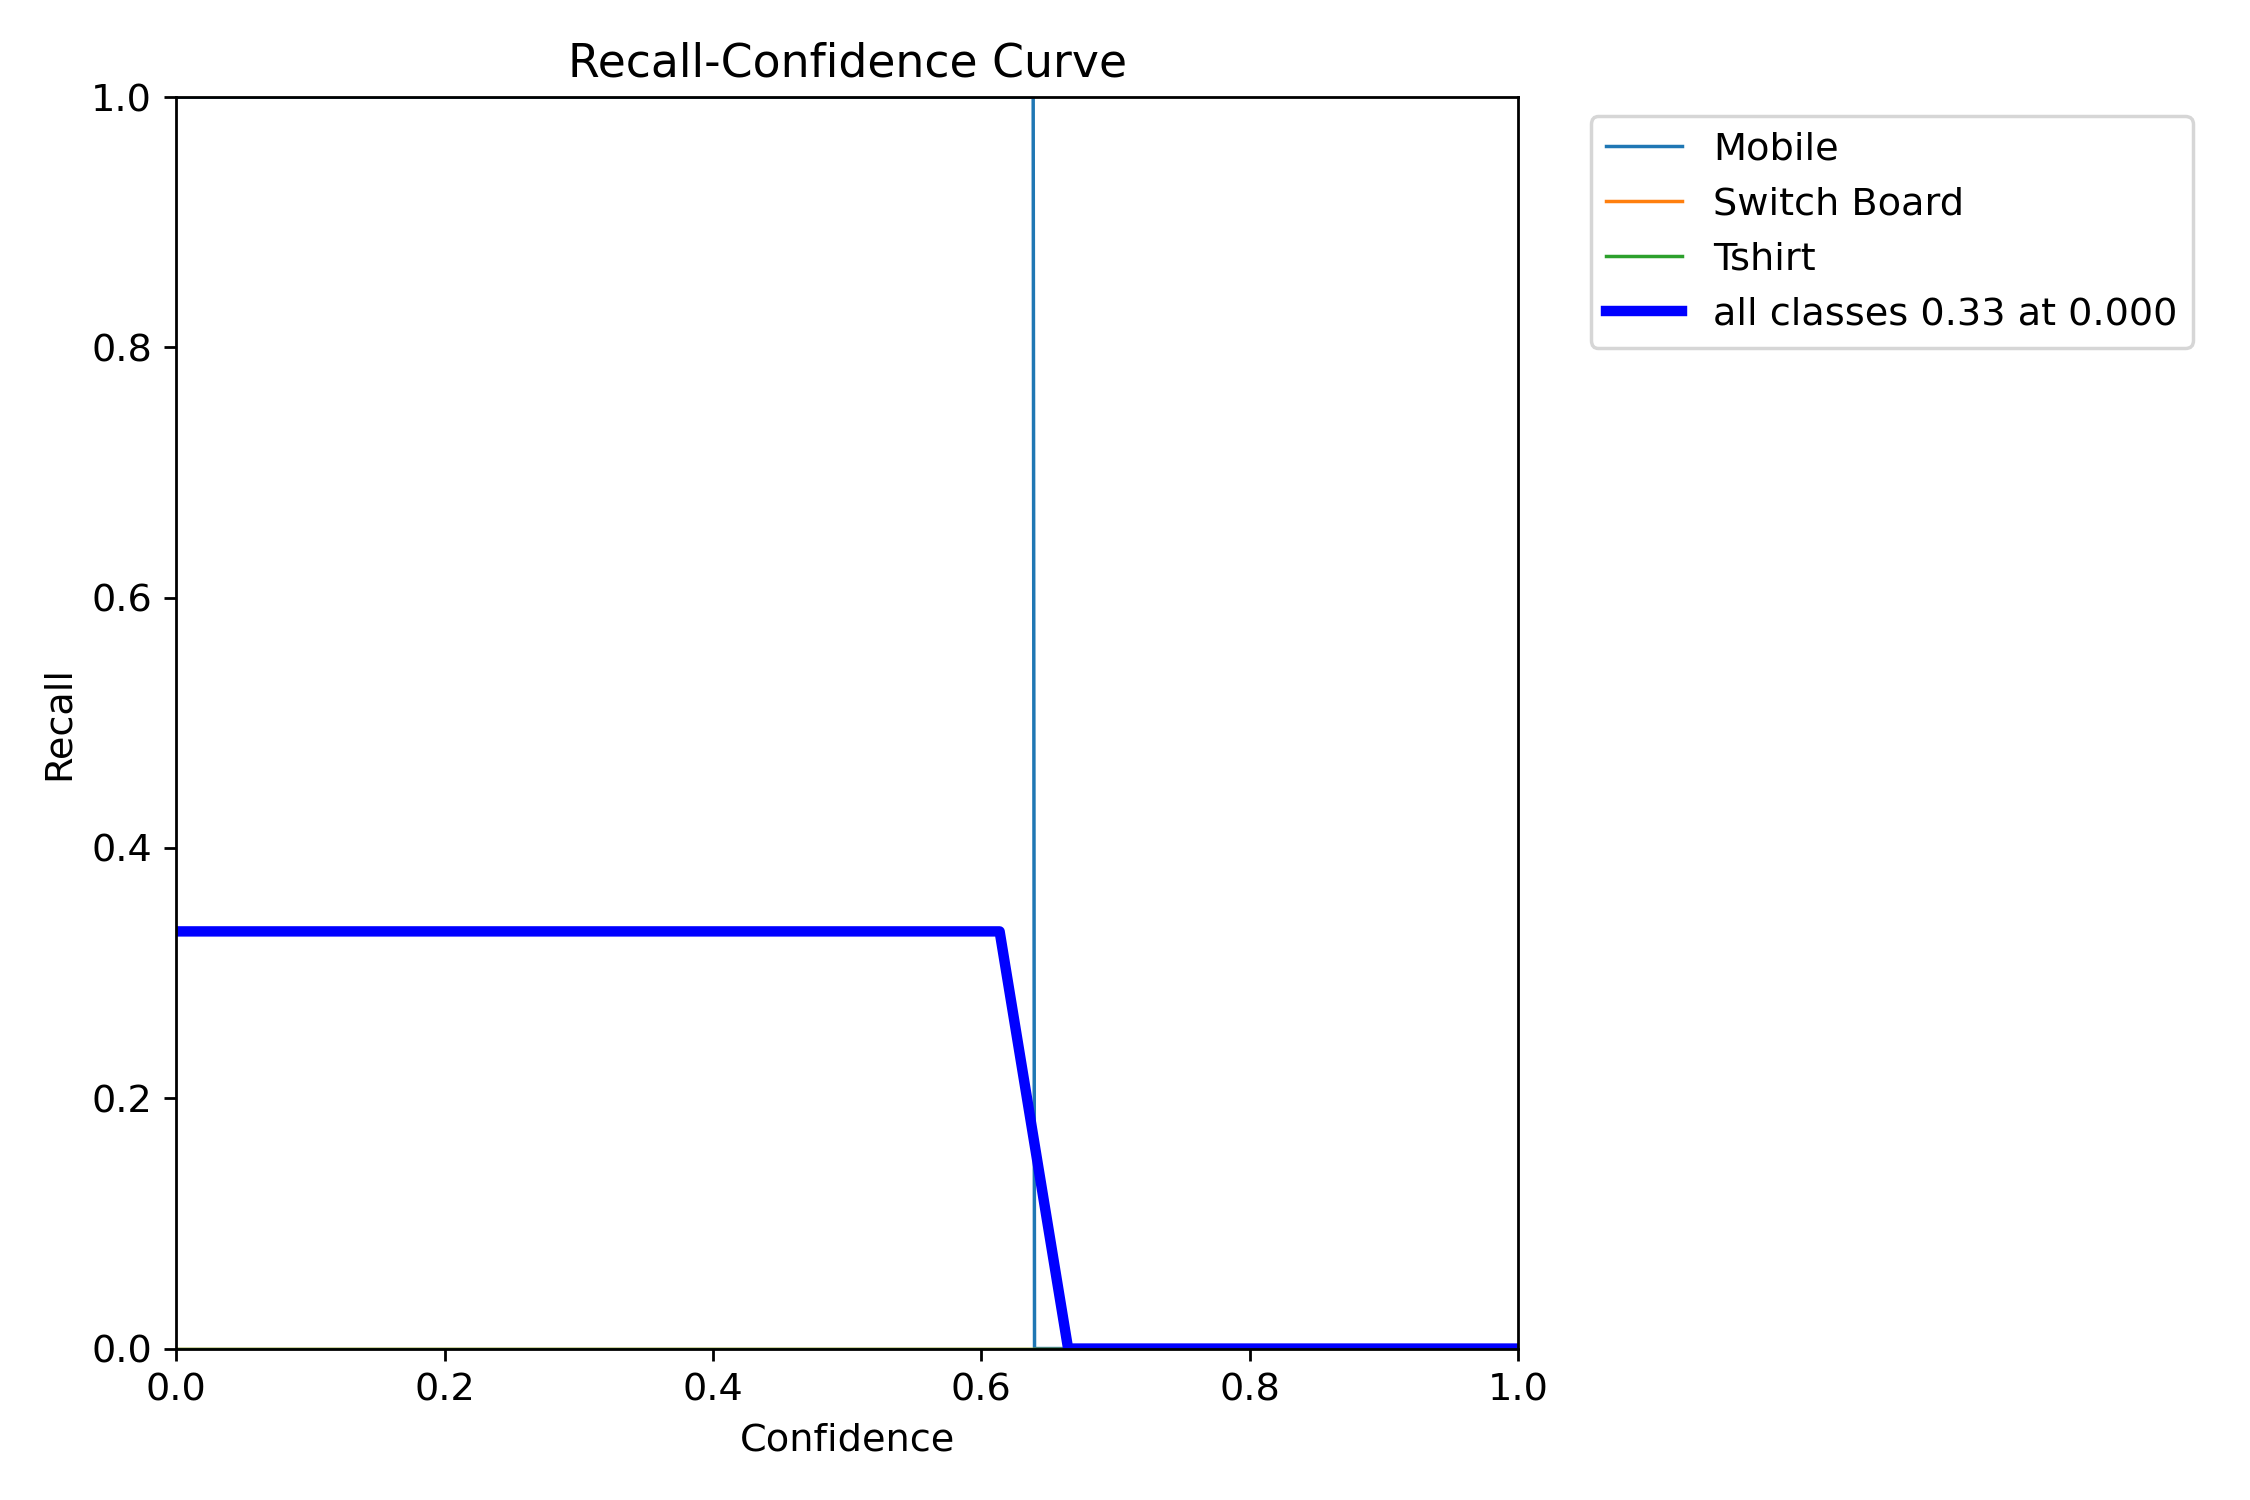 Recall-Confidence Curve
1.0
0.8
0.6
0.4
0.2
0.0
Recall
0.0 0.2 0.4 0.6 0.8 1.0
Confidence
Mobile
Switch Board
Tshirt
all classes 0.33 at 0.000